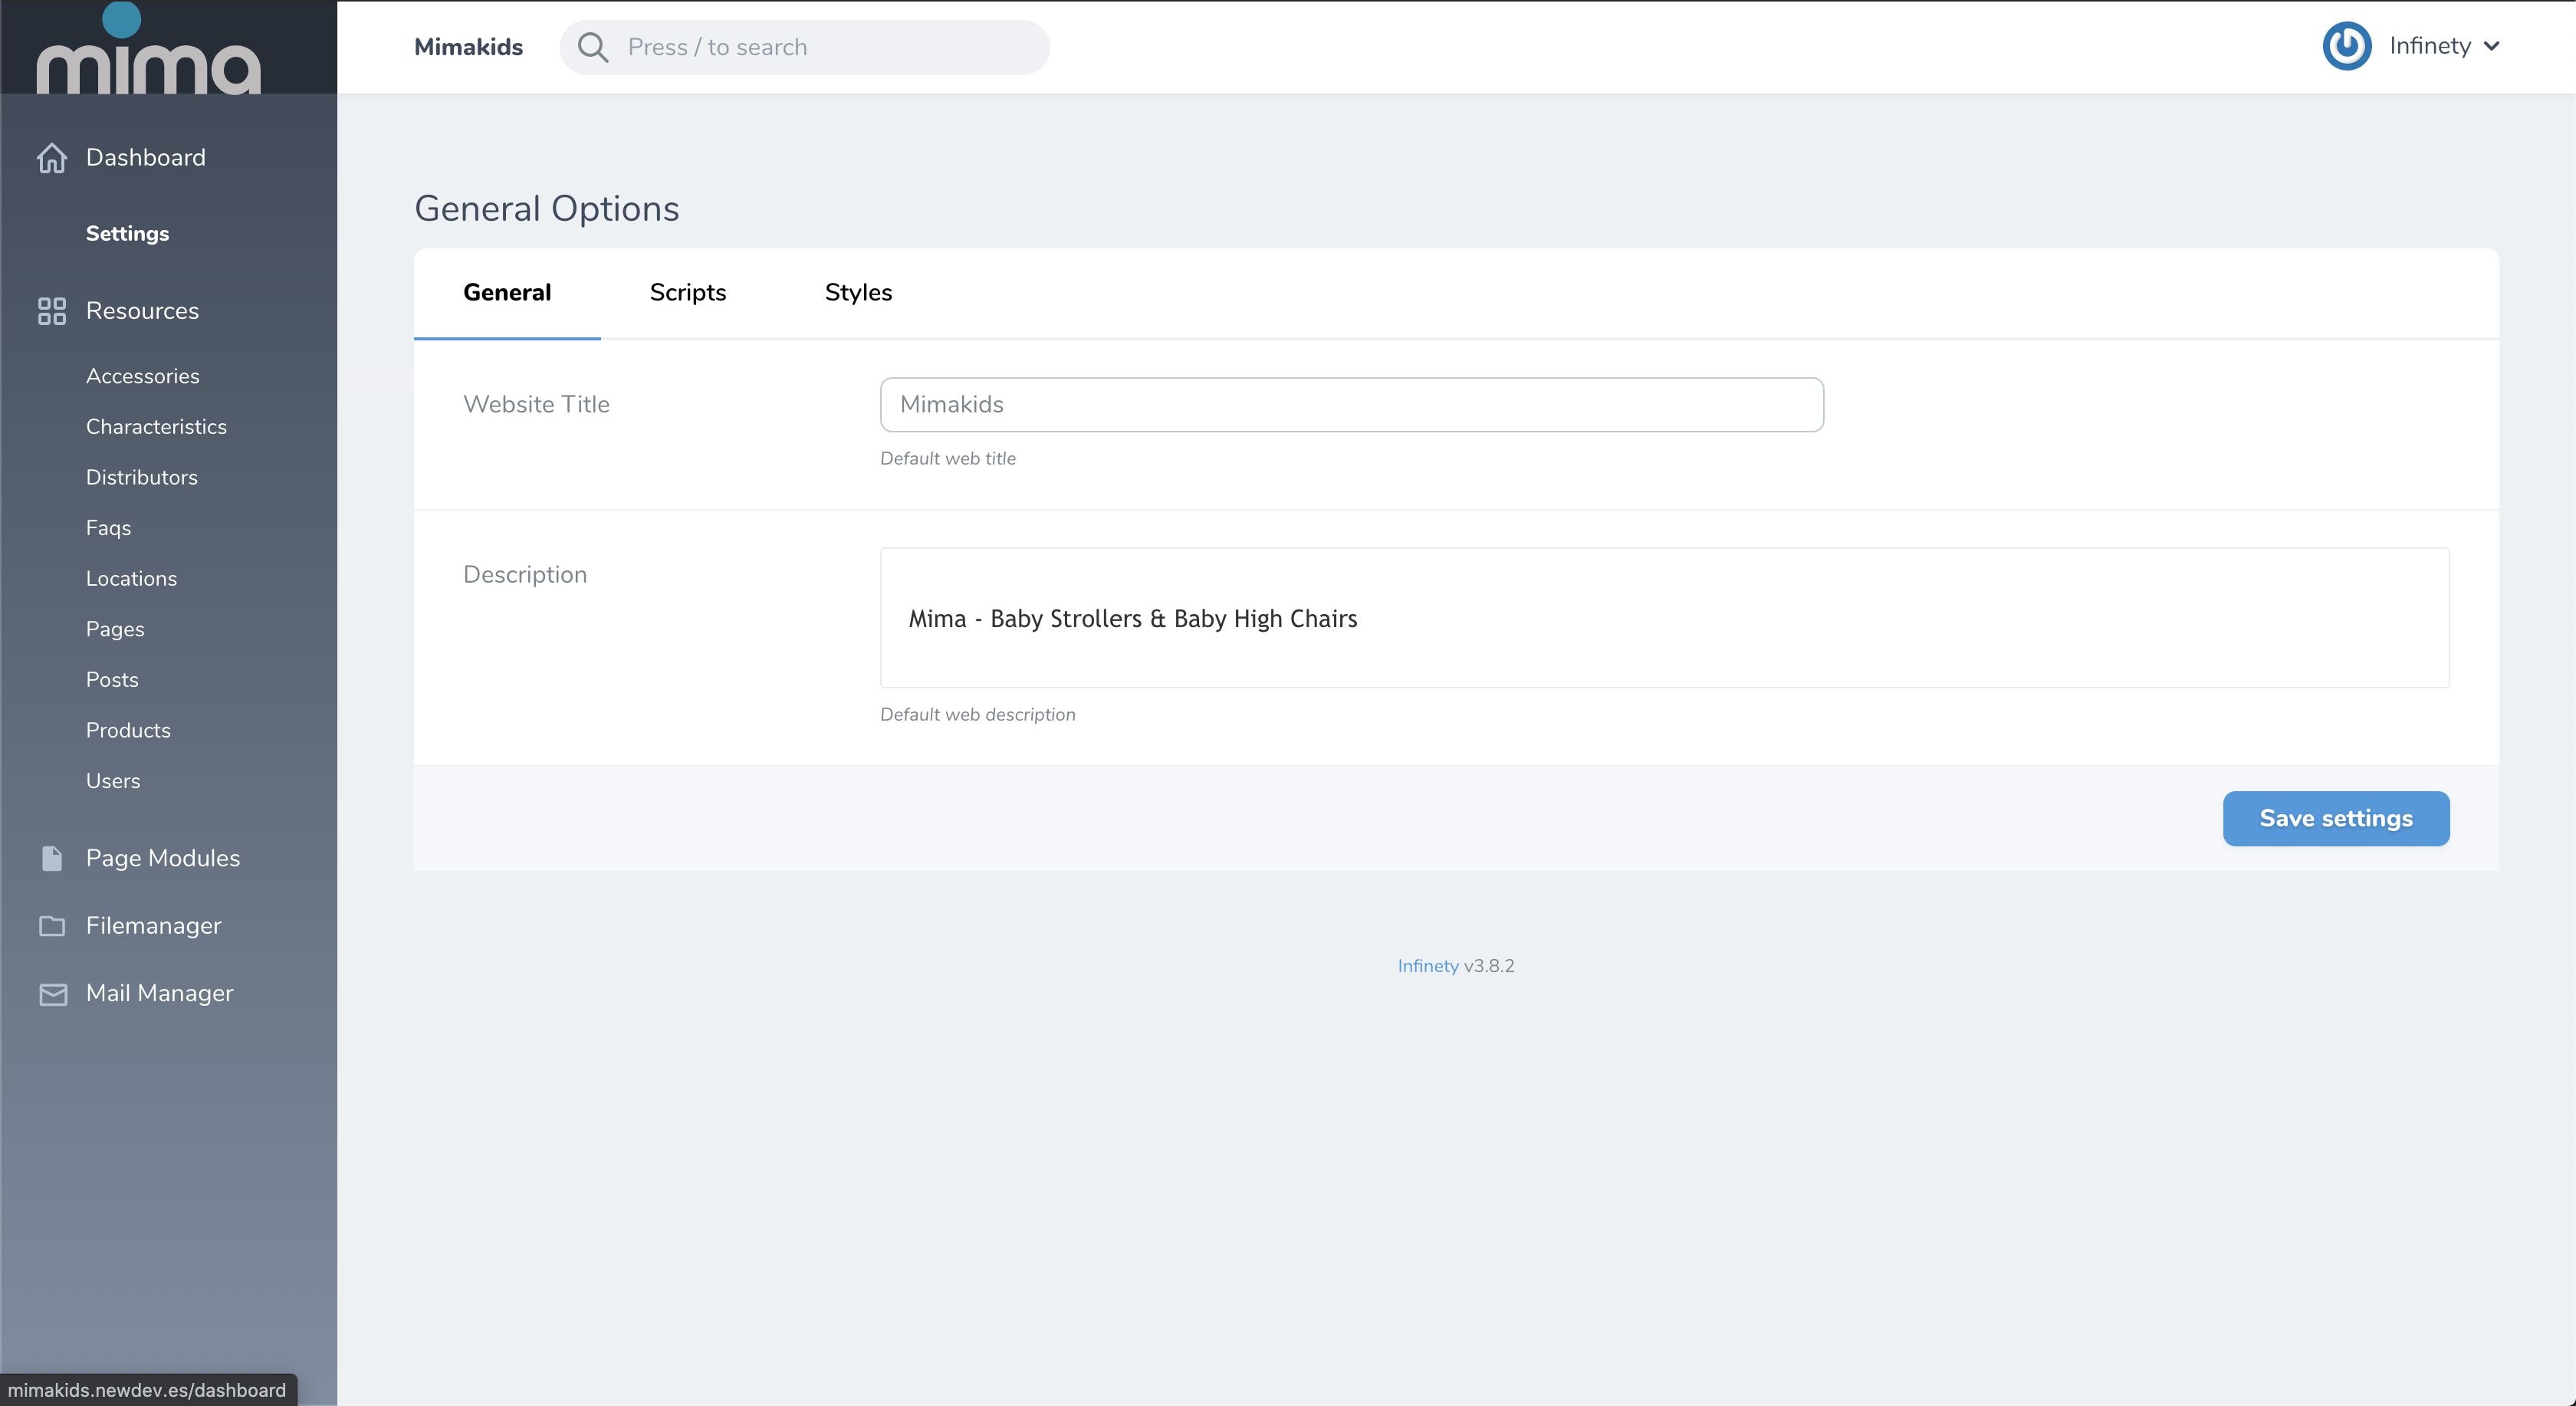 mima
Mimakids
Press / to search
Infinety
Dashboard
Settings
Resources
Accessories
Characteristics
Distributors
Faqs
Locations
Pages
Posts
Products
Users
Page Modules
Filemanager
Mail Manager
General Options
General
Scripts
Styles
Website Title
Mimakids
Default web title
Description
Mima - Baby Strollers & Baby High Chairs
Default web description
Save settings
Infinety v3.8.2
mimakids.newdev.es/dashboard